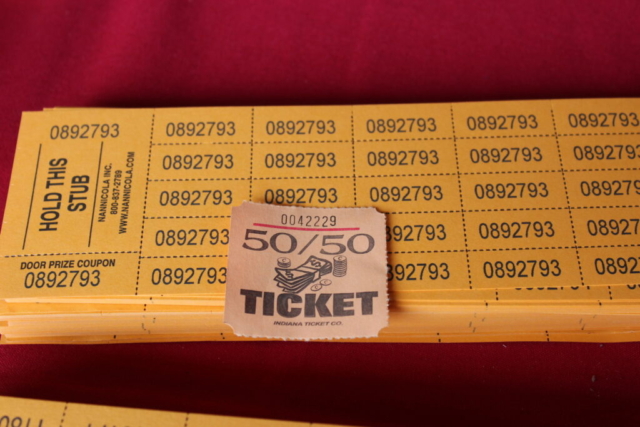 0892793 0892793 0892793 0892793 0892793 0892793
HOLD THIS
STUB
NANNICOLA INC.
800-837-2789
WWW.NANNICOLA.COM
0892793 0892793 0892793 0892793
0892793 0892793 0892793 0892793
0892793 0892793 0892793
DOOR PRIZE COUPON
0892793 0892793 0892793 0892793
0042229
50/50
TICKET
INDIANA TICKET CO.